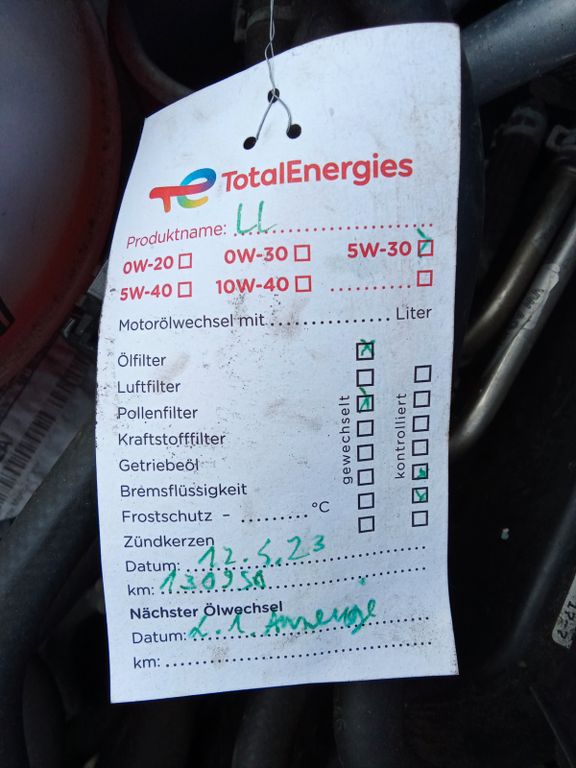 TotalEnergies
Produktname: LL
0W-20 0W-30 5W-30
5W-40 10W-40 ..........
Motorölwechsel mit ................ Liter
Ölfilter
Luftfilter
Pollenfilter
Kraftstofffilter
Getriebeöl
Bremsflüssigkeit
Frostschutz - ......... °C
Zündkerzen
gewechselt
kontrolliert
Datum: 12.5.23
km: 130950
Nächster Ölwechsel
Datum: L.t. Anzeige
km: ................................